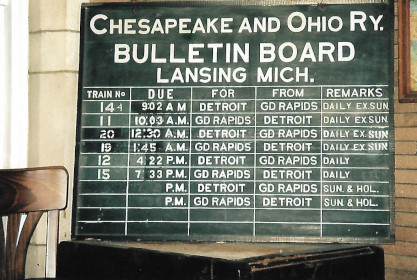 CHESAPEAKE AND OHIO RY.
BULLETIN BOARD
LANSING MICH.
TRAIN No DUE FOR FROM REMARKS
14 4 9:02 A M DETROIT GD RAPIDS DAILY EX. SUN
11 10:03 A.M. GD RAPIDS DETROIT DAILY EX. SUN
20 12:30 A.M. DETROIT GD RAPIDS DAILY EX. SUN
19 1:45 A.M. GD RAPIDS DETROIT DAILY EX. SUN
12 4:22 P.M. DETROIT GD RAPIDS DAILY
15 7:33 P.M. GD RAPIDS DETROIT DAILY
P.M. DETROIT GD RAPIDS SUN. & HOL.
P.M. GD RAPIDS DETROIT SUN. & HOL.